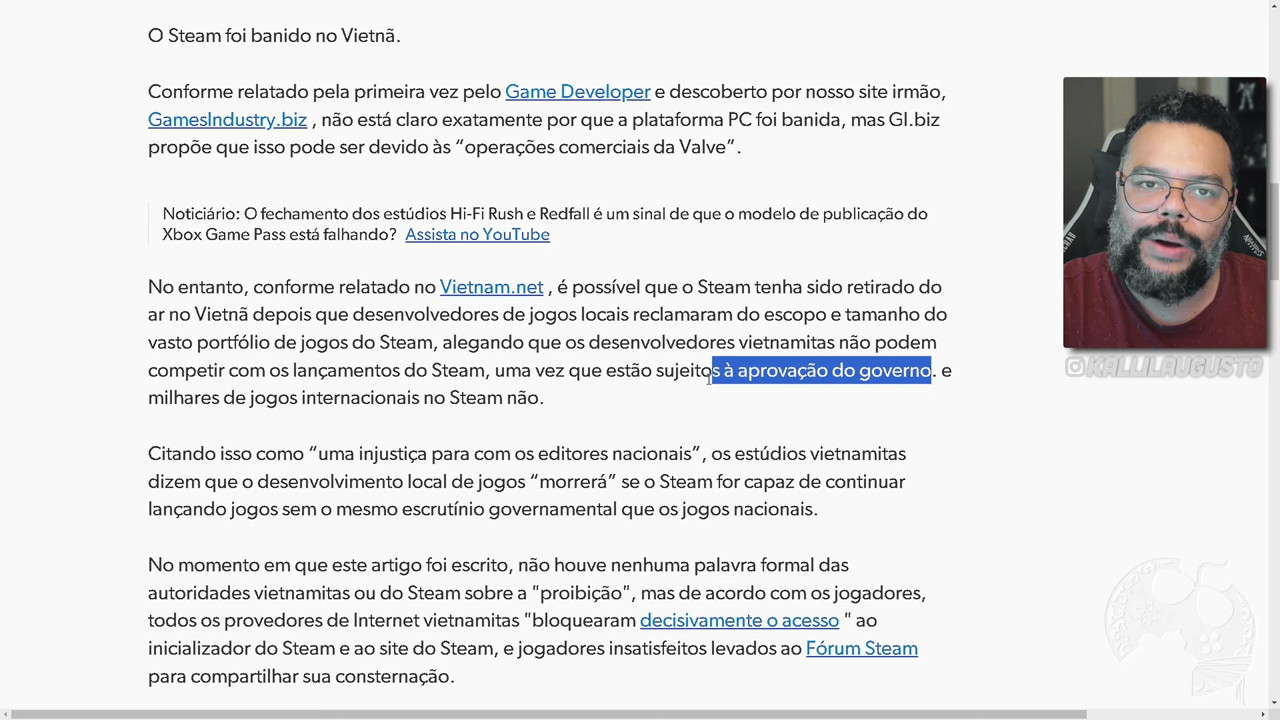 O Steam foi banido no Vietnã.
Conforme relatado pela primeira vez pelo Game Developer e descoberto por nosso site irmão,
GamesIndustry.biz , não está claro exatamente por que a plataforma PC foi banida, mas GI.biz
propõe que isso pode ser devido às “operações comerciais da Valve”.
Noticiário: O fechamento dos estúdios Hi-Fi Rush e Redfall é um sinal de que o modelo de publicação do
Xbox Game Pass está falhando? Assista no YouTube
No entanto, conforme relatado no Vietnam.net , é possível que o Steam tenha sido retirado do
ar no Vietnã depois que desenvolvedores de jogos locais reclamaram do escopo e tamanho do
vasto portfólio de jogos do Steam, alegando que os desenvolvedores vietnamitas não podem
competir com os lançamentos do Steam, uma vez que estão sujeitos à aprovação do governo. e
milhares de jogos internacionais no Steam não.
Citando isso como “uma injustiça para com os editores nacionais”, os estúdios vietnamitas
dizem que o desenvolvimento local de jogos “morrerá” se o Steam for capaz de continuar
lançando jogos sem o mesmo escrutínio governamental que os jogos nacionais.
No momento em que este artigo foi escrito, não houve nenhuma palavra formal das
autoridades vietnamitas ou do Steam sobre a "proibição", mas de acordo com os jogadores,
todos os provedores de Internet vietnamitas "bloquearam decisivamente o acesso " ao
inicializador do Steam e ao site do Steam, e jogadores insatisfeitos levados ao Fórum Steam
para compartilhar sua consternação.
@KALLILAUGUSTO